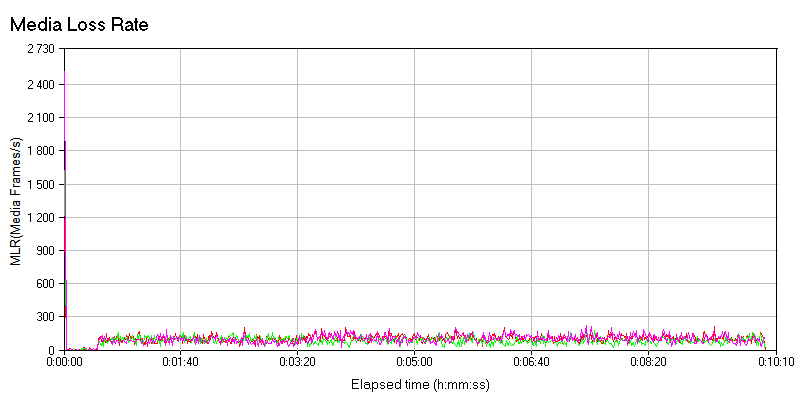 Media Loss Rate
2 730
2 400
2 100
1 800
1 500
1 200
900
600
300
0
MLR(Media Frames/s)
0:00:00 0:01:40 0:03:20 0:05:00 0:06:40 0:08:20 0:10:10
Elapsed time (h:mm:ss)